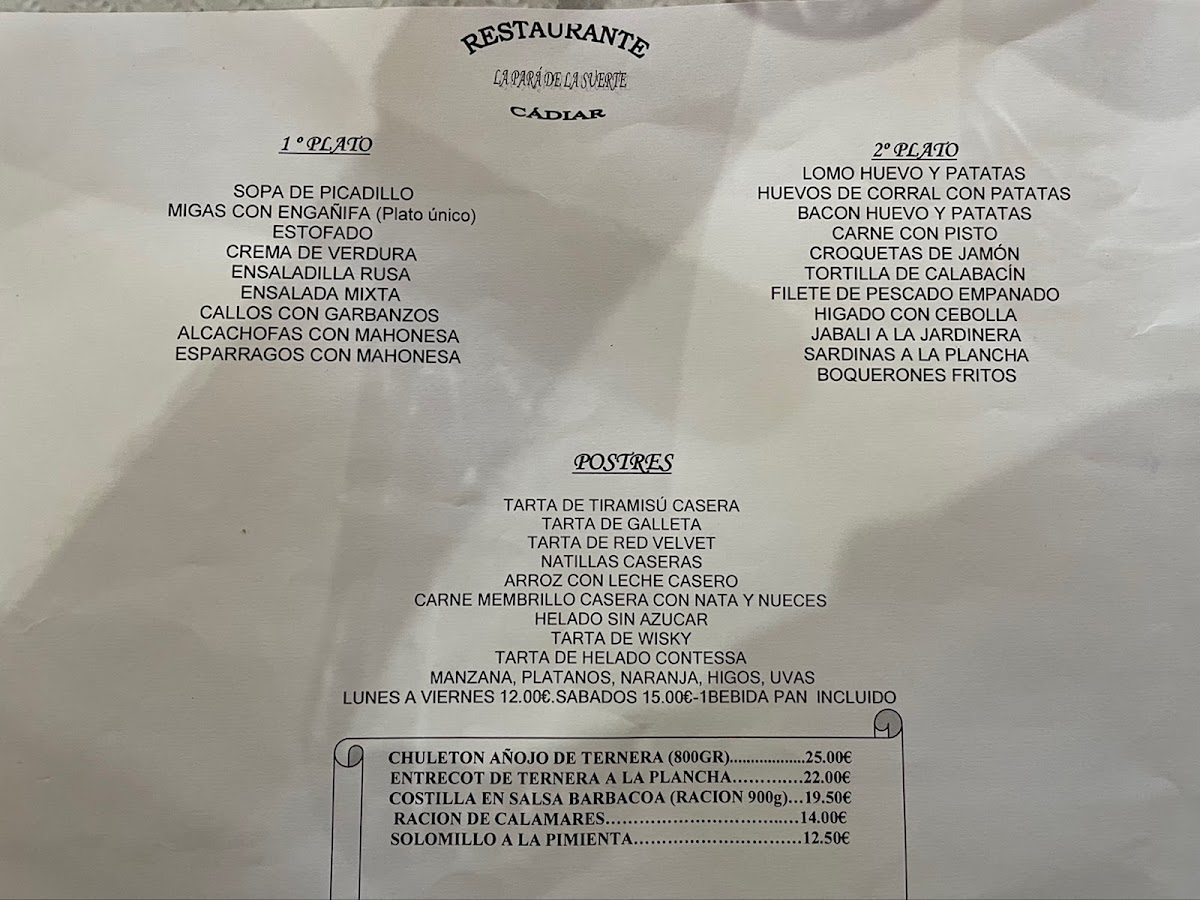 RESTAURANTE
LA PARÁ DE LA SUERTE
CÁDIAR
1º PLATO
SOPA DE PICADILLO
MIGAS CON ENGAÑIFA (Plato único)
ESTOFADO
CREMA DE VERDURA
ENSALADILLA RUSA
ENSALADA MIXTA
CALLOS CON GARBANZOS
ALCACHOFAS CON MAHONESA
ESPARRAGOS CON MAHONESA
2º PLATO
LOMO HUEVO Y PATATAS
HUEVOS DE CORRAL CON PATATAS
BACON HUEVO Y PATATAS
CARNE CON PISTO
CROQUETAS DE JAMÓN
TORTILLA DE CALABACÍN
FILETE DE PESCADO EMPANADO
HIGADO CON CEBOLLA
JABALI A LA JARDINERA
SARDINAS A LA PLANCHA
BOQUERONES FRITOS
POSTRES
TARTA DE TIRAMISÚ CASERA
TARTA DE GALLETA
TARTA DE RED VELVET
NATILLAS CASERAS
ARROZ CON LECHE CASERO
CARNE MEMBRILLO CASERA CON NATA Y NUECES
HELADO SIN AZUCAR
TARTA DE WISKY
TARTA DE HELADO CONTESSA
MANZANA, PLATANOS, NARANJA, HIGOS, UVAS
LUNES A VIERNES 12.00€.SABADOS 15.00€-1BEBIDA PAN INCLUIDO
CHULETON AÑOJO DE TERNERA (800GR)..................25.00€
ENTRECOT DE TERNERA A LA PLANCHA…………22.00€
COSTILLA EN SALSA BARBACOA (RACION 900g)…19.50€
RACION DE CALAMARES………………………..…14.00€
SOLOMILLO A LA PIMIENTA………………………12.50€